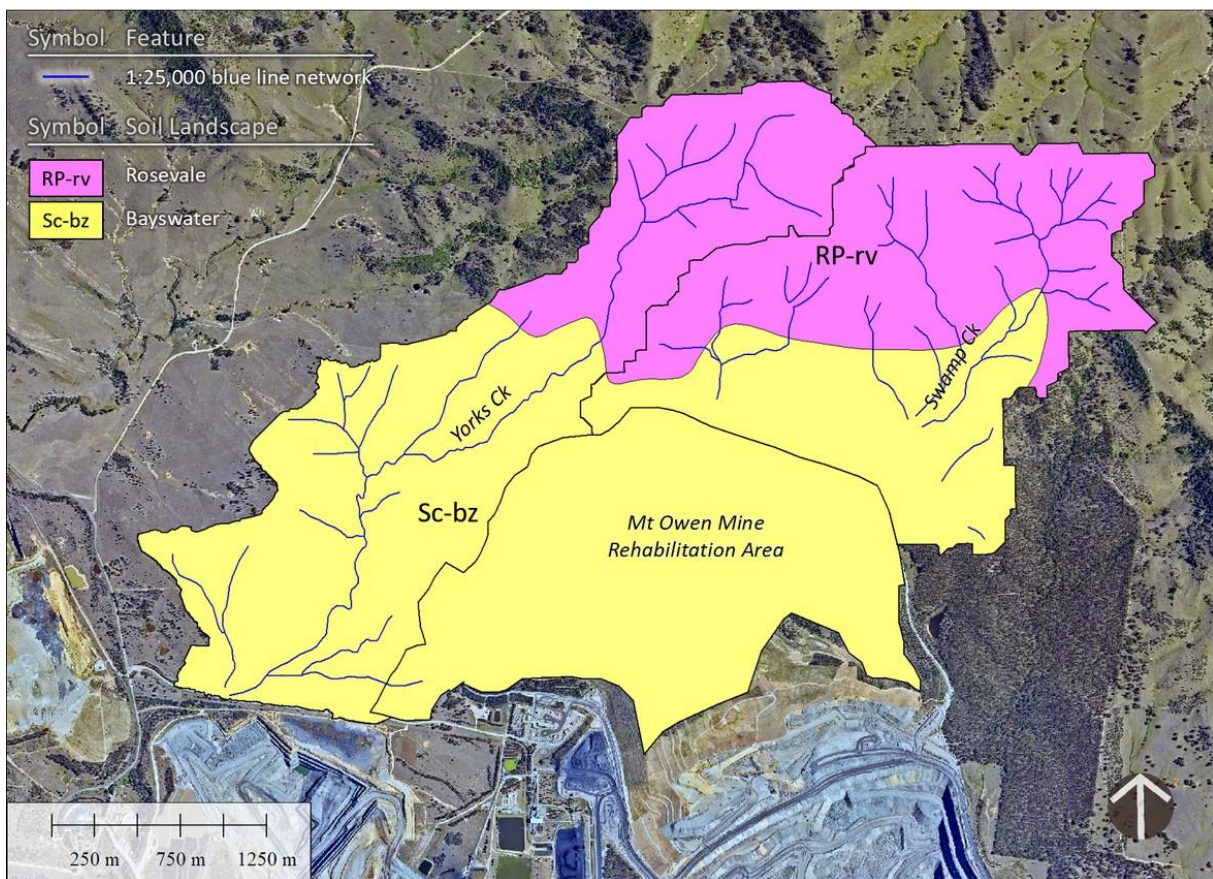 Symbol Feature
1:25,000 blue line network
Symbol Soil Landscape
RP-rv Rosevale
Sc-bz Bayswater
RP-rv
Swamp Ck
Yorks Ck
Sc-bz
Mt Owen Mine
Rehabilitation Area
250 m 750 m 1250 m